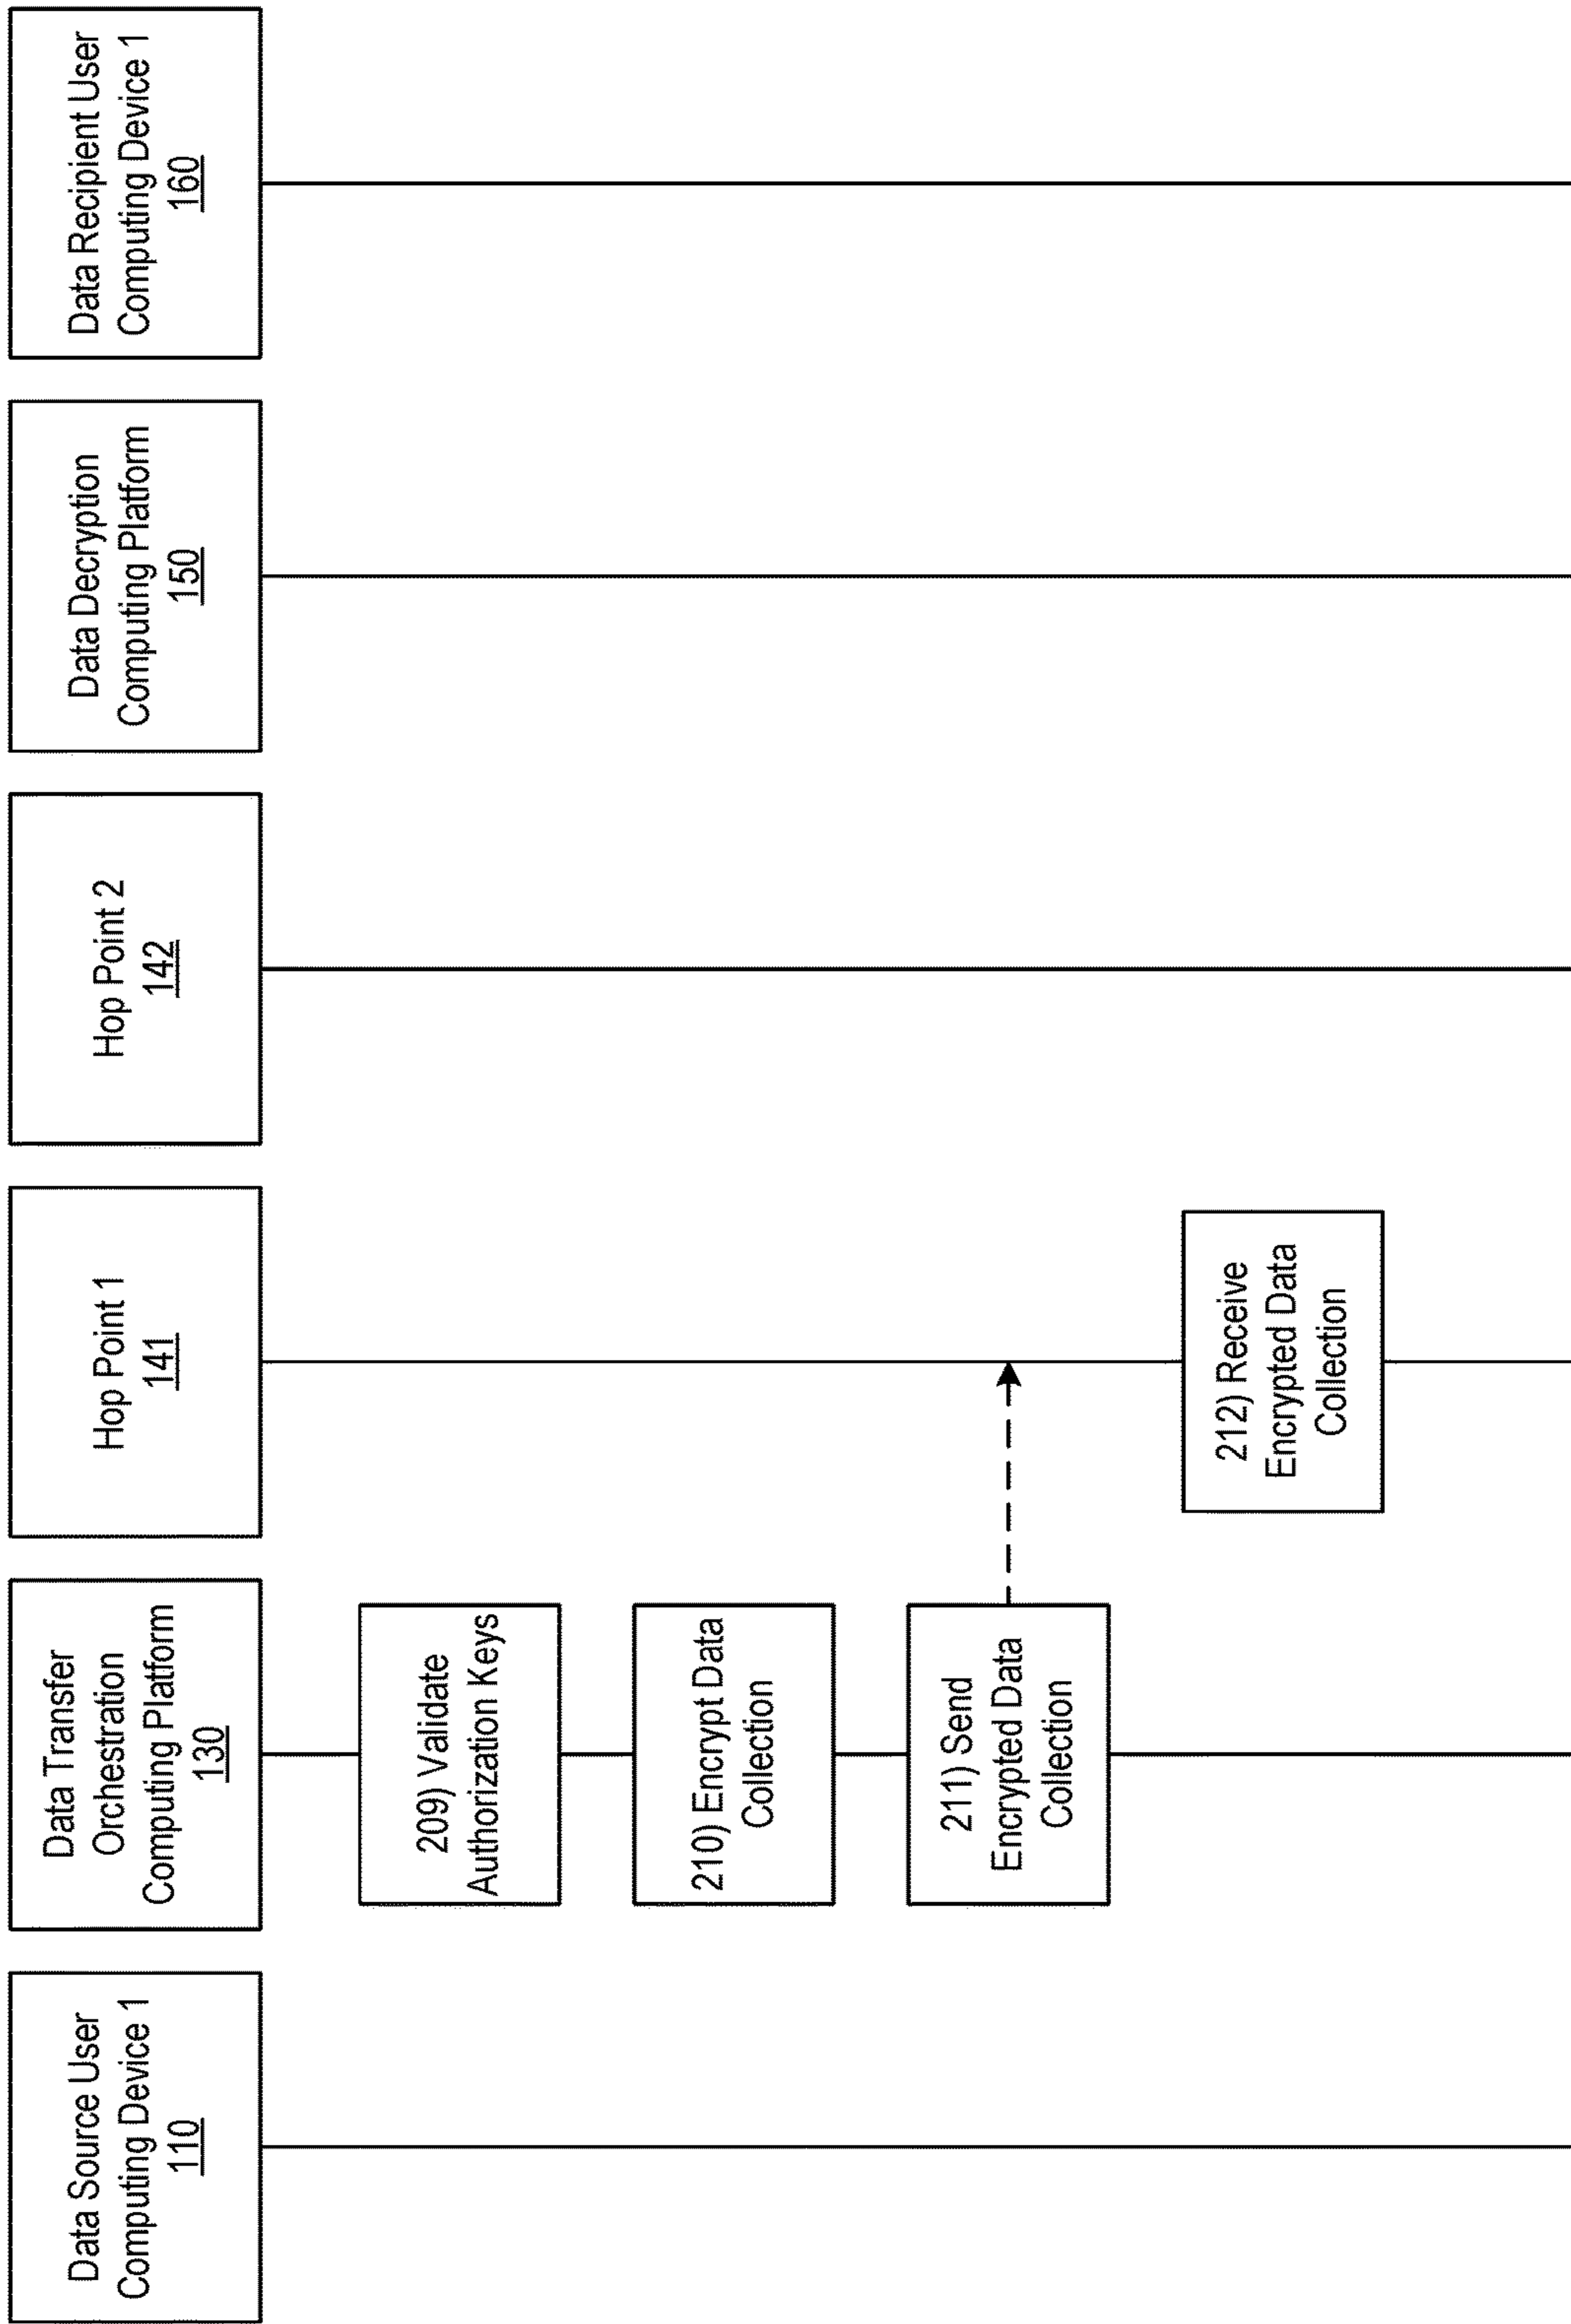 Data Source User
Computing Device 1
110
Data Transfer
Orchestration
Computing Platform
130
Hop Point 1
141
Hop Point 2
142
Data Decryption
Computing Platform
150
Data Recipient User
Computing Device 1
160
209) Validate
Authorization Keys
210) Encrypt Data
Collection
211) Send
Encrypted Data
Collection
212) Receive
Encrypted Data
Collection